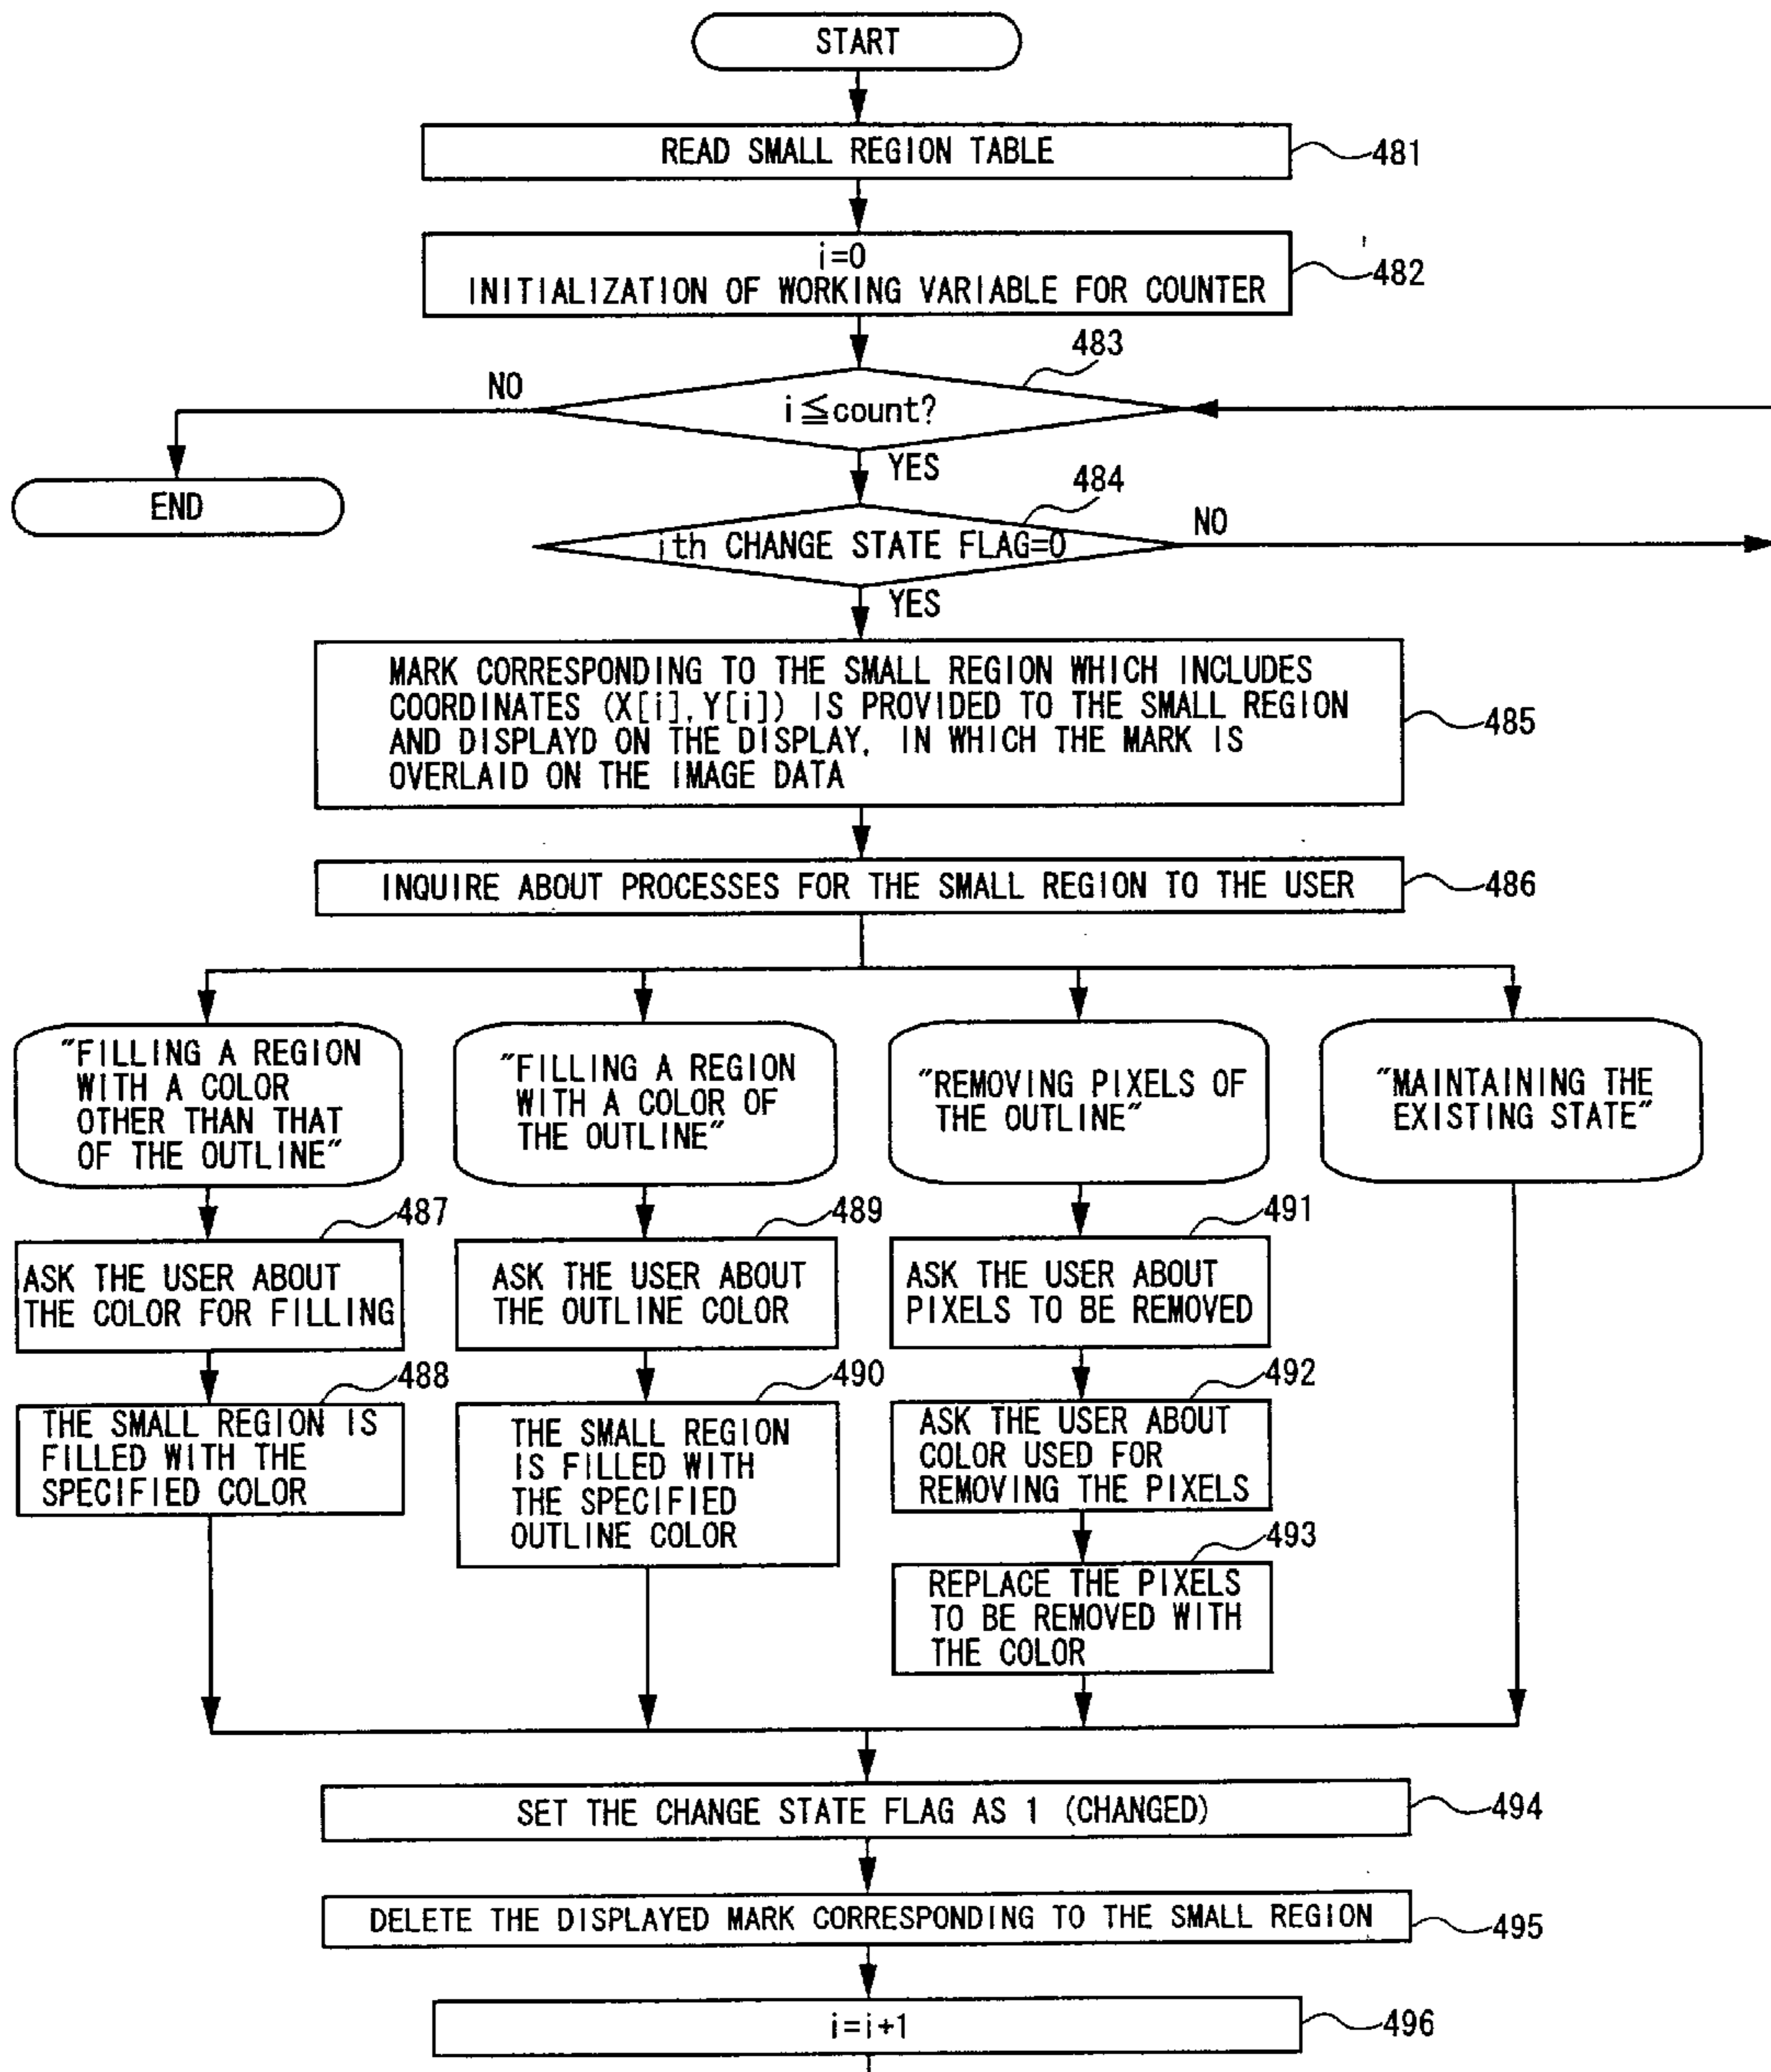 START
READ SMALL REGION TABLE
481
i=0
INITIALIZATION OF WORKING VARIABLE FOR COUNTER
482
483
NO
i≦count?
YES
END
484
ith CHANGE STATE FLAG=0
NO
YES
MARK CORRESPONDING TO THE SMALL REGION WHICH INCLUDES
COORDINATES (X[i],Y[i]) IS PROVIDED TO THE SMALL REGION
AND DISPLAYD ON THE DISPLAY, IN WHICH THE MARK IS
OVERLAID ON THE IMAGE DATA
485
INQUIRE ABOUT PROCESSES FOR THE SMALL REGION TO THE USER
486
"FILLING A REGION
WITH A COLOR
OTHER THAN THAT
OF THE OUTLINE"
"FILLING A REGION
WITH A COLOR OF
THE OUTLINE"
"REMOVING PIXELS OF
THE OUTLINE"
"MAINTAINING THE
EXISTING STATE"
487
ASK THE USER ABOUT
THE COLOR FOR FILLING
489
ASK THE USER ABOUT
THE OUTLINE COLOR
491
ASK THE USER ABOUT
PIXELS TO BE REMOVED
488
THE SMALL REGION IS
FILLED WITH THE
SPECIFIED COLOR
490
THE SMALL REGION
IS FILLED WITH
THE SPECIFIED
OUTLINE COLOR
492
ASK THE USER ABOUT
COLOR USED FOR
REMOVING THE PIXELS
493
REPLACE THE PIXELS
TO BE REMOVED WITH
THE COLOR
SET THE CHANGE STATE FLAG AS 1 (CHANGED)
494
DELETE THE DISPLAYED MARK CORRESPONDING TO THE SMALL REGION
495
i=i+1
496